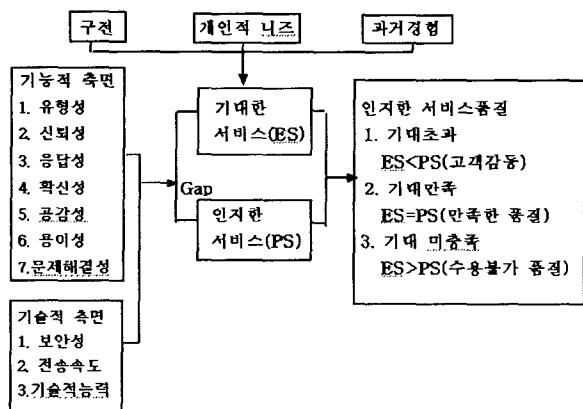 구전
개인적 니즈
과거경험
기능적 측면
1. 유형성
2. 신뢰성
3. 응답성
4. 확신성
5. 공감성
6. 용이성
7.문제해결성
기술적 측면
1. 보안성
2. 전송속도
3.기술적능력
Gap
기대한
서비스(ES)
인지한
서비스(PS)
인지한 서비스품질
1. 기대초과
ES<PS(고객감동)
2. 기대만족
ES=PS(만족한 품질)
3. 기대 미충족
ES>PS(수용불가 품질)